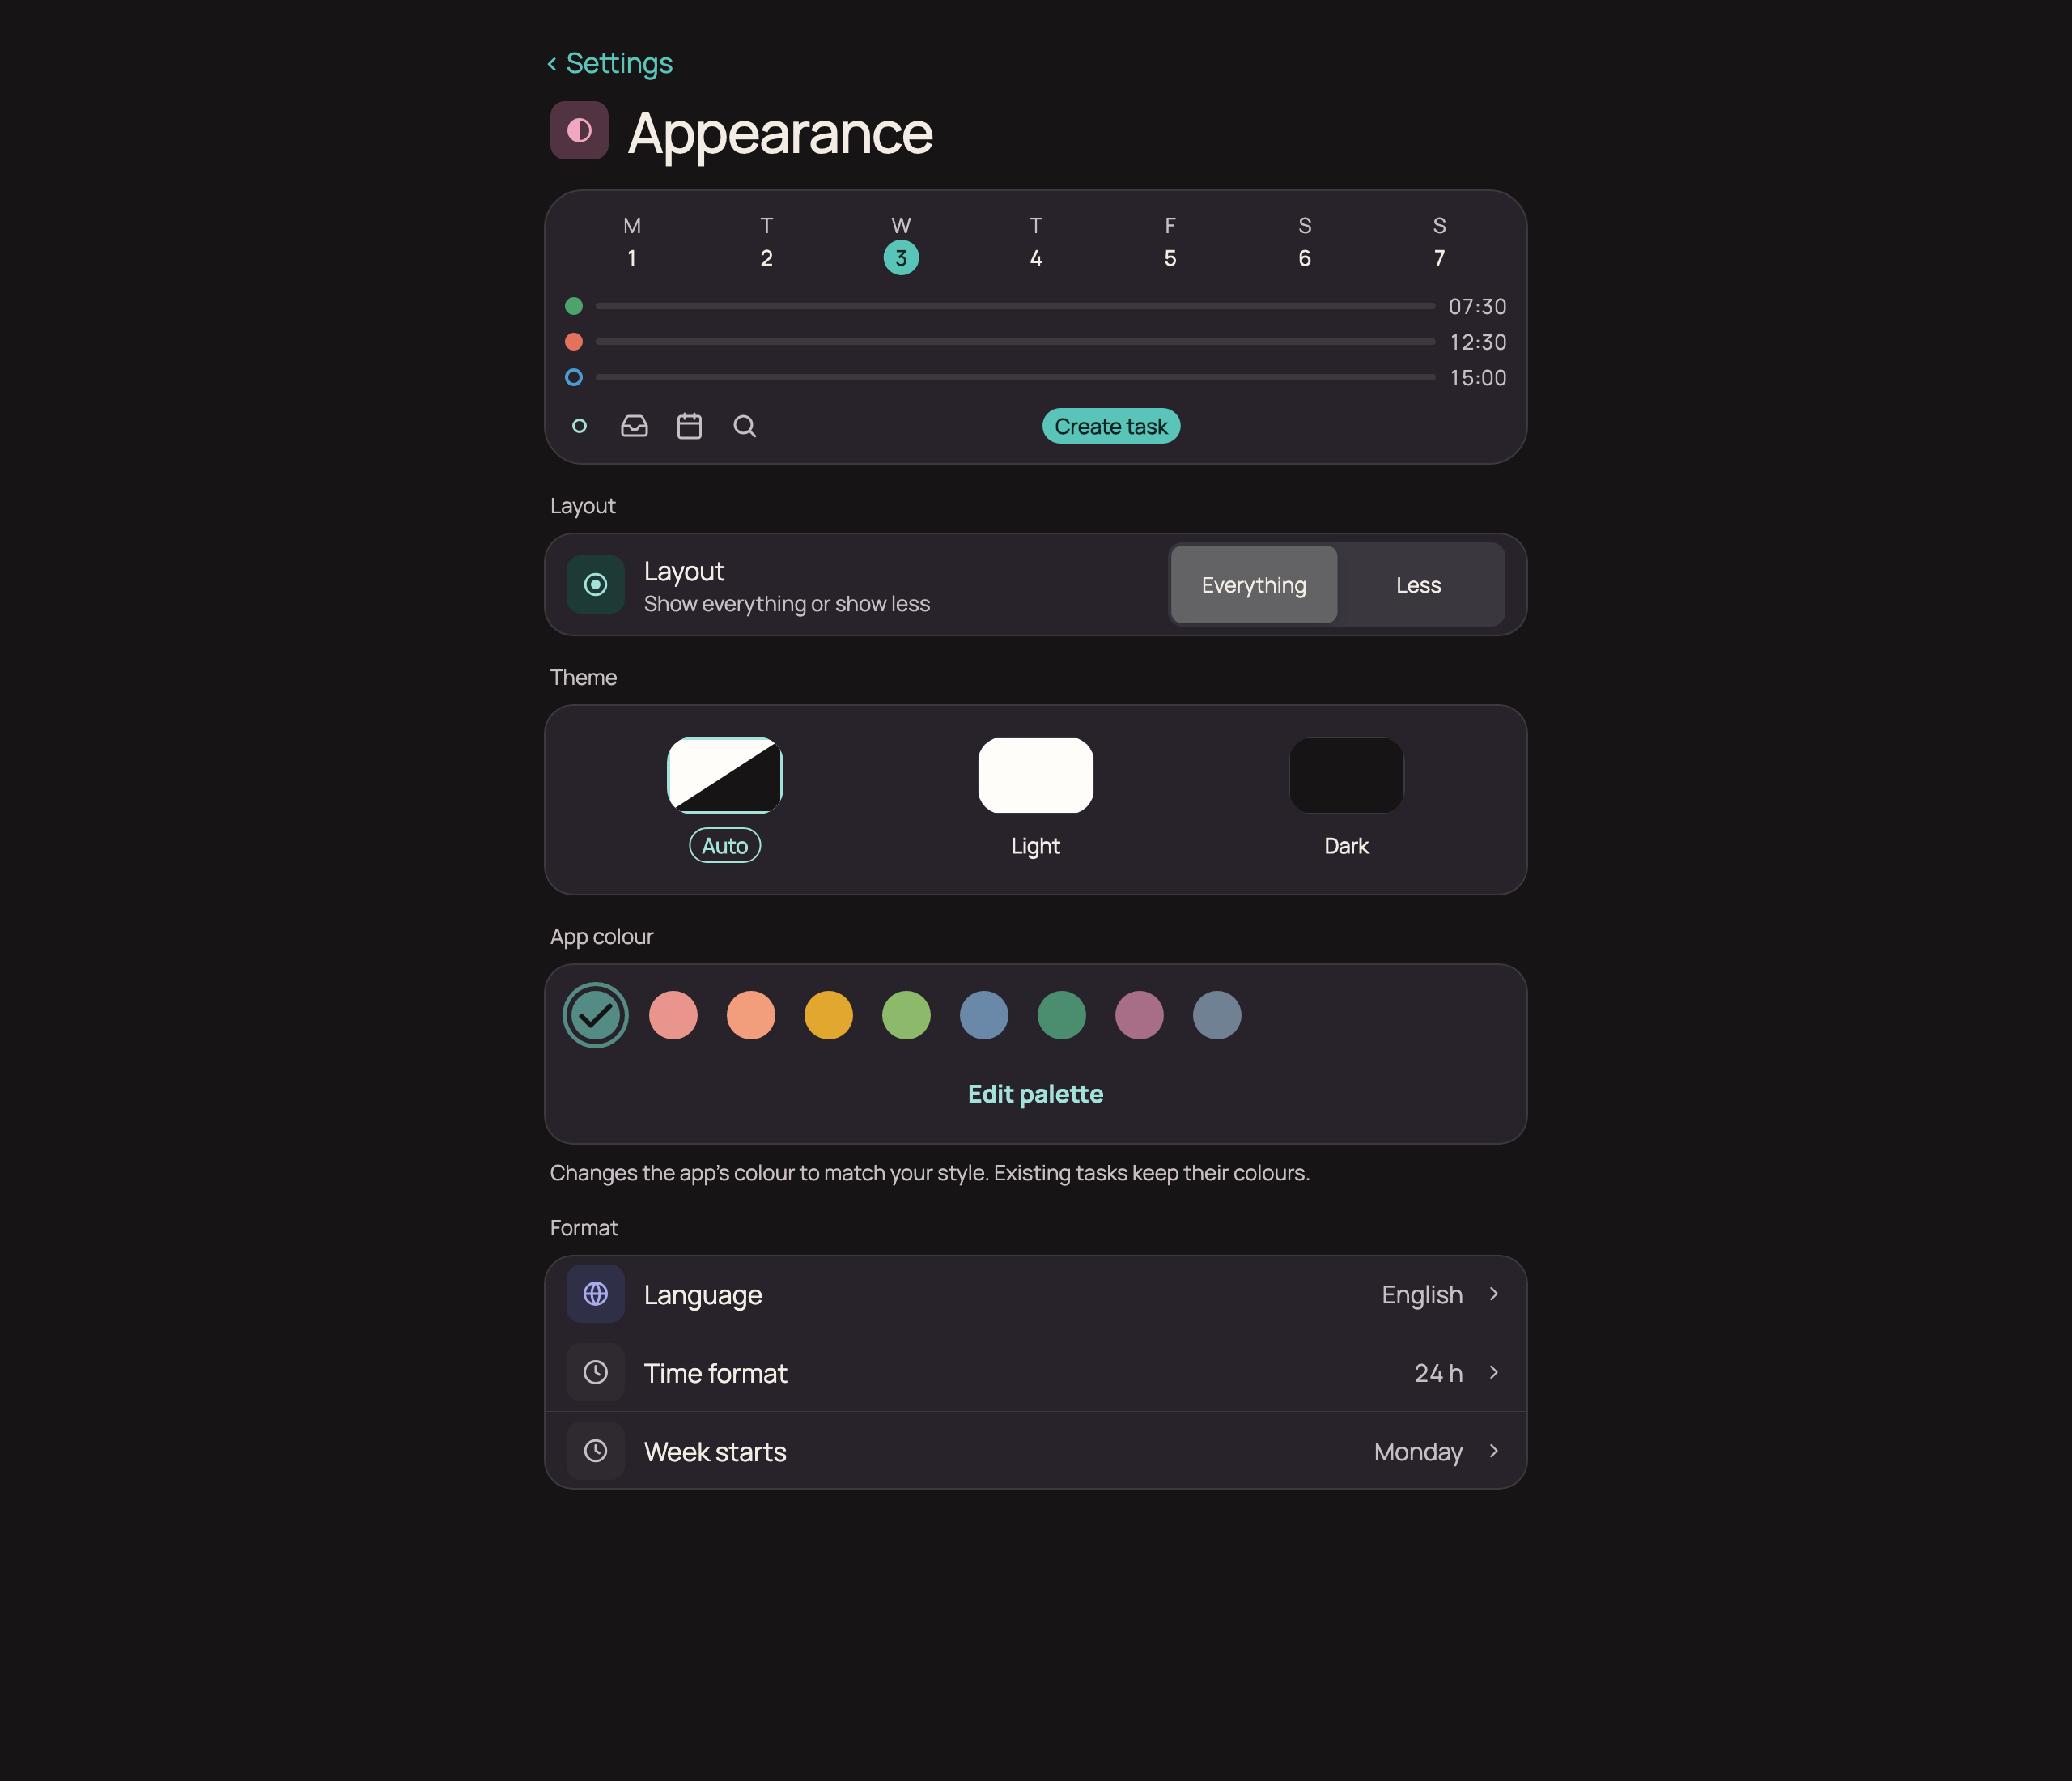 Settings
Appearance
M T W T F S S
1 2 3 4 5 6 7
07:30
12:30
15:00
Create task
Layout
Layout
Show everything or show less
Everything
Less
Theme
Auto
Light
Dark
App colour
Edit palette
Changes the app’s colour to match your style. Existing tasks keep their colours.
Format
Language
English
Time format
24 h
Week starts
Monday